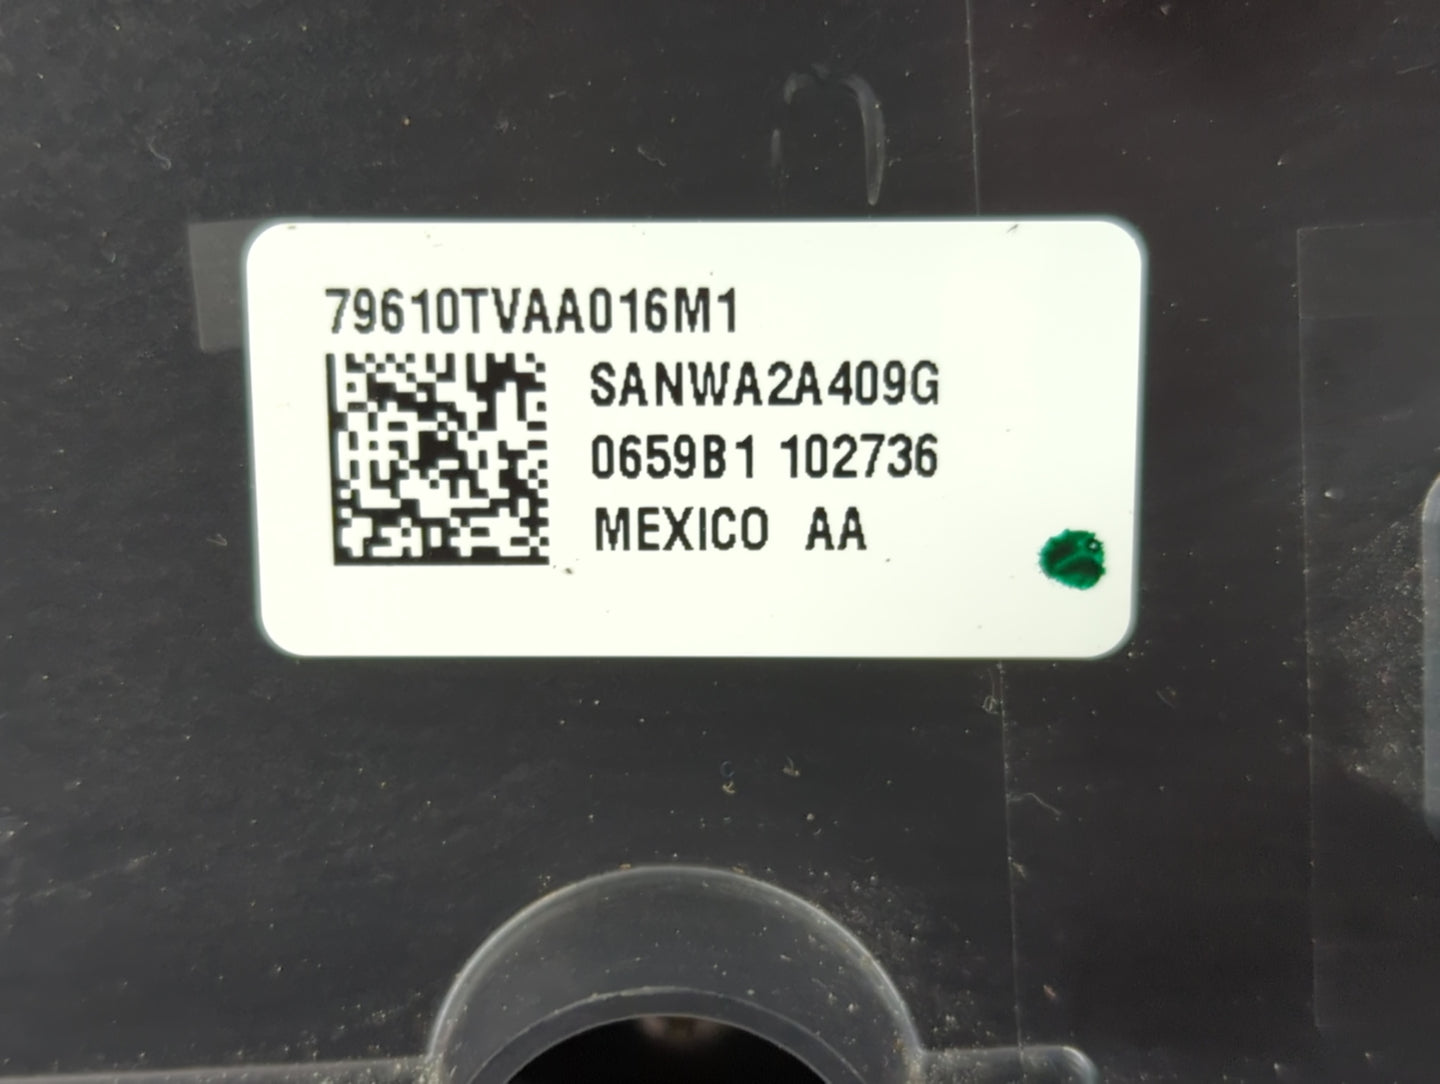 79610TVAA016M1
SANWA2A409G
0659B1 102736
MEXICO AA